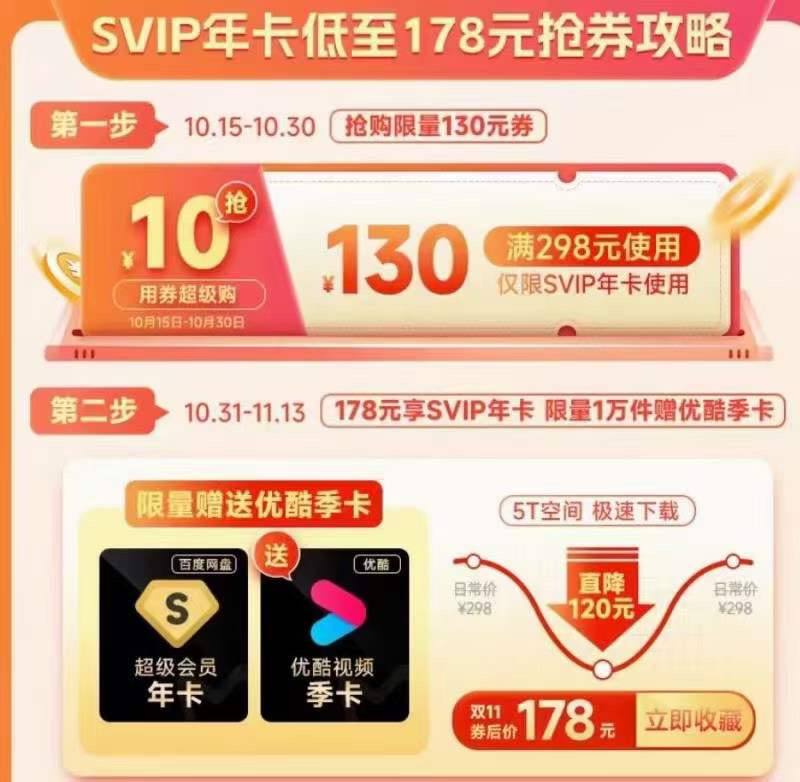 SVIP年卡低至178元抢券攻略
第一步 10.15-10.30 抢购限量130元券
¥10 抢
用券超级购
10月15日-10月30日
¥130
满298元使用
仅限SVIP年卡使用
第二步 10.31-11.13 178元享SVIP年卡 限量1万件赠优酷季卡
限量赠送优酷季卡
百度网盘
S
超级会员
年卡
送
优酷
优酷视频
季卡
5T空间 极速下载
日常价
¥298
直降
120元
日常价
¥298
双11
券后价 178元
立即收藏